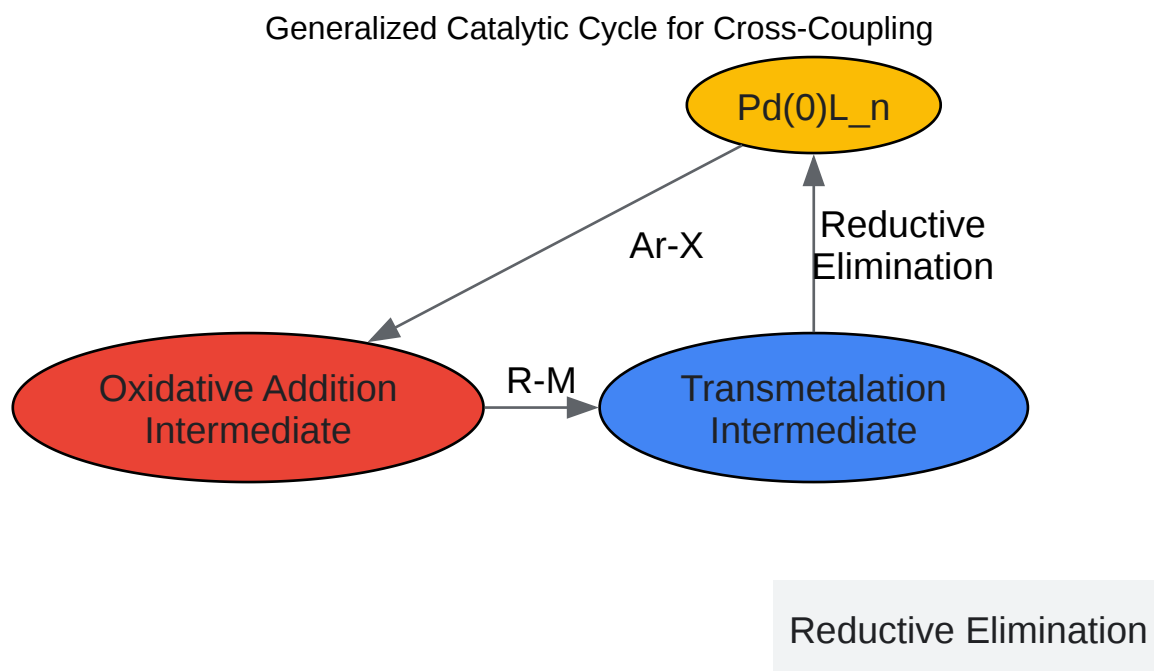 Generalized Catalytic Cycle for Cross-Coupling
Pd(0)L_n
Ar-X
Reductive
Elimination
Oxidative Addition
Intermediate
R-M
Transmetalation
Intermediate
Reductive Elimination